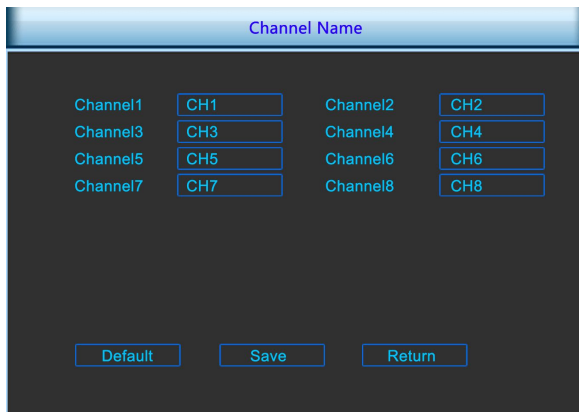 Channel Name
Channel1 CH1 Channel2 CH2
Channel3 CH3 Channel4 CH4
Channel5 CH5 Channel6 CH6
Channel7 CH7 Channel8 CH8
Default Save Return